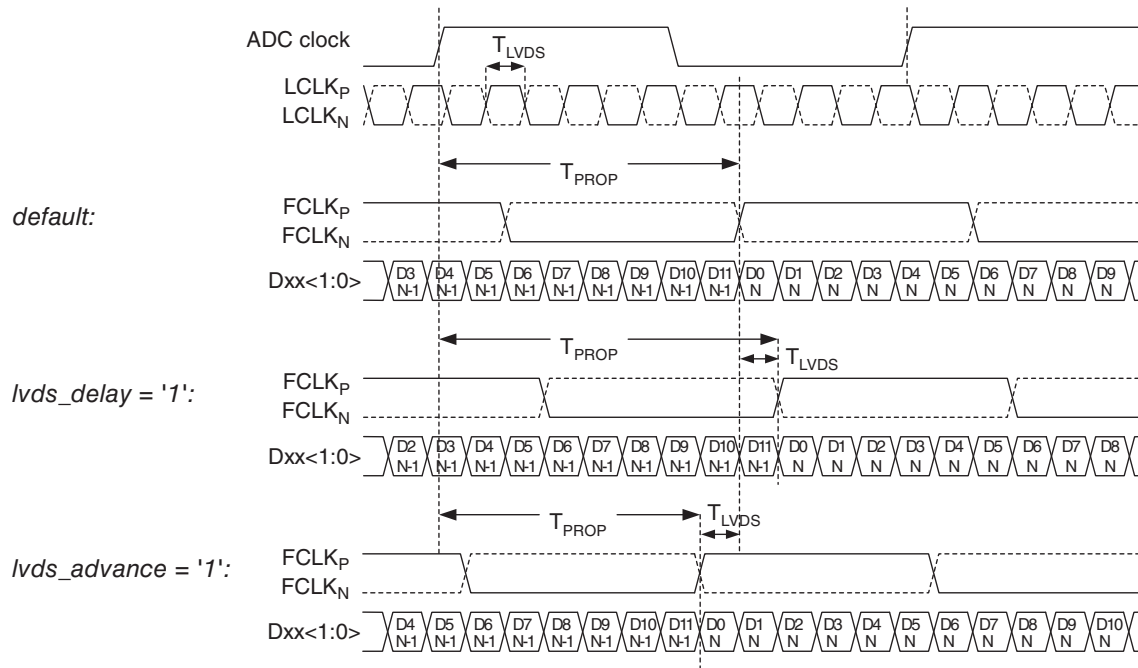 ADC clock
T_LVDS
LCLK_P
LCLK_N
T_PROP
default:
FCLK_P
FCLK_N
Dxx<1:0>
D3 D4 D5 D6 D7 D8 D9 D10 D11 D0 D1 D2 D3 D4 D5 D6 D7 D8 D9
N-1 N-1 N-1 N-1 N-1 N-1 N-1 N-1 N-1 N N N N N N N N N N
T_PROP
T_LVDS
lvds_delay = '1':
FCLK_P
FCLK_N
Dxx<1:0>
D2 D3 D4 D5 D6 D7 D8 D9 D10 D11 D0 D1 D2 D3 D4 D5 D6 D7 D8
N-1 N-1 N-1 N-1 N-1 N-1 N-1 N-1 N-1 N-1 N N N N N N N N N
T_PROP
T_LVDS
lvds_advance = '1':
FCLK_P
FCLK_N
Dxx<1:0>
D4 D5 D6 D7 D8 D9 D10 D11 D0 D1 D2 D3 D4 D5 D6 D7 D8 D9 D10
N-1 N-1 N-1 N-1 N-1 N-1 N-1 N-1 N N N N N N N N N N N